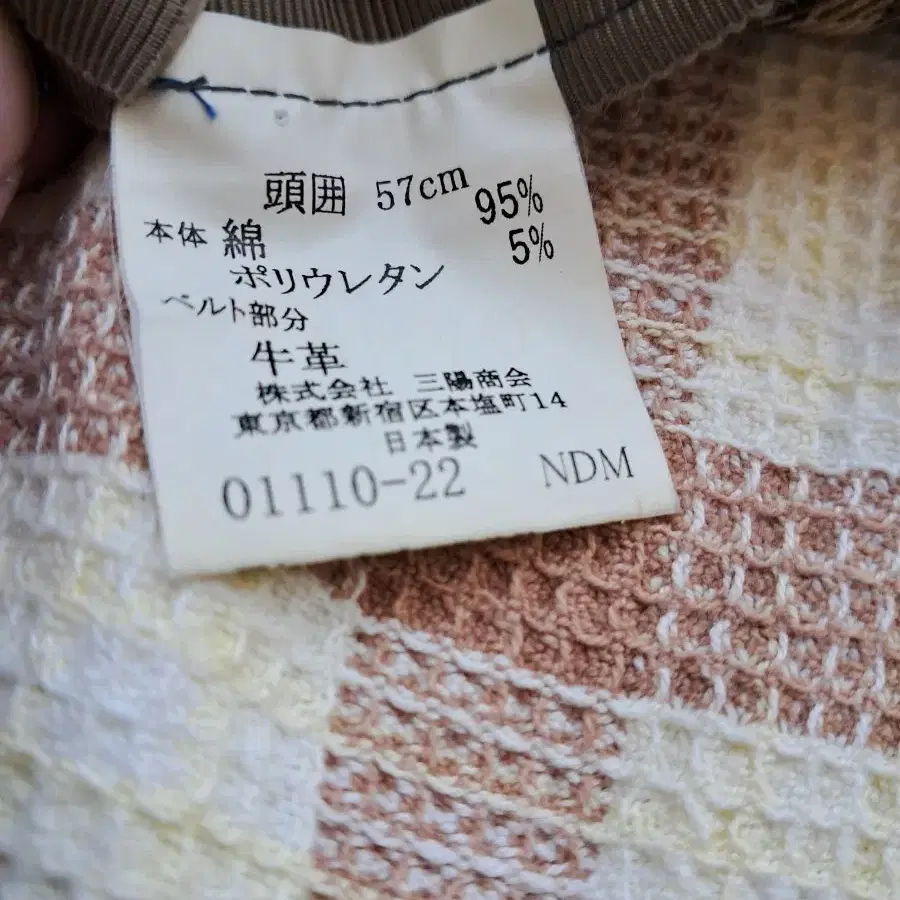 頭囲 57cm
本体 綿 95%
ポリウレタン 5%
ベルト部分
牛革
株式会社 三陽商会
東京都新宿区本塩町14
日本製
01110-22 NDM